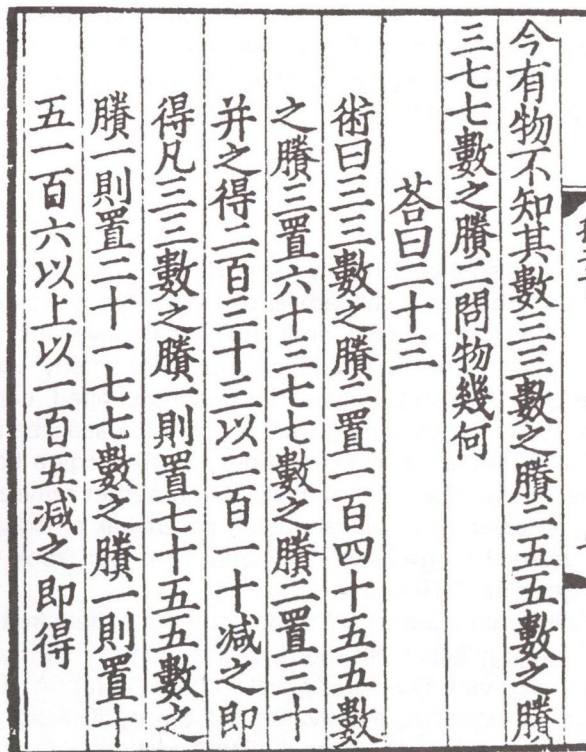 今有物不知其數三三數之賸二五五數之賸
三七七數之賸二問物幾何
荅曰二十三
術曰三三數之賸二置一百四十五五數
之賸三置六十三七七數之賸二置三十
并之得二百三十三以二百一十減之即
得凡三三數之賸一則置七十五五數之
賸一則置二十一七七數之賸一則置十
五一百六以上以一百五減之即得